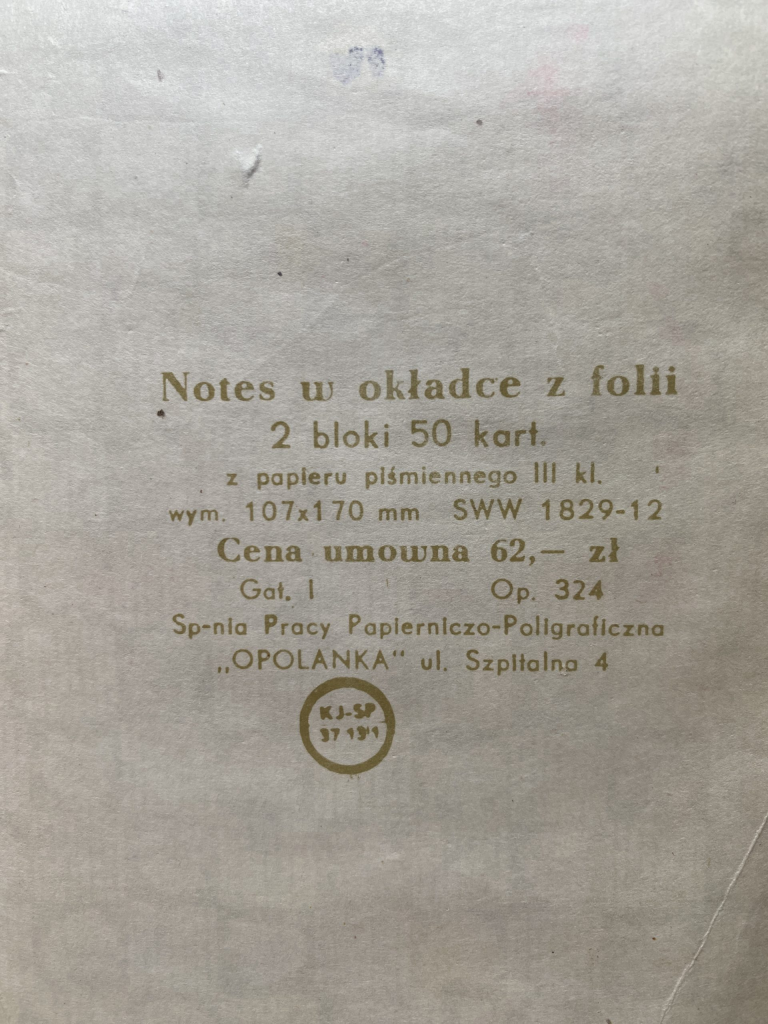 Notes w okładce z folii
2 bloki 50 kart.
z papieru piśmiennego III kl.
wym. 107x170 mm SWW 1829-12
Cena umowna 62,— zł
Gat. I Op. 324
Sp-nia Pracy Papierniczo-Poligraficzna
„OPOLANKA" ul. Szpitalna 4
KJ-SP